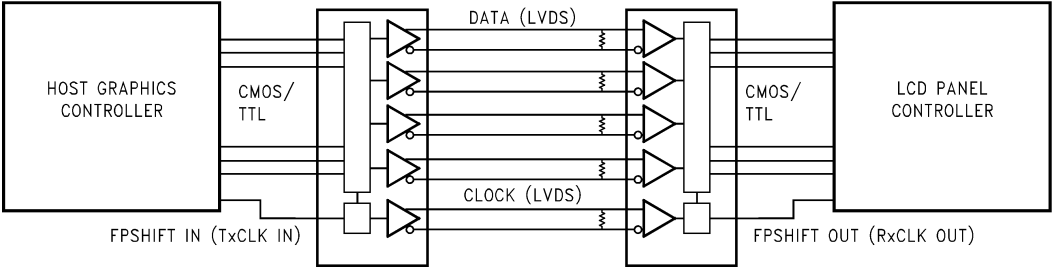 DATA (LVDS)
HOST GRAPHICS
CONTROLLER
CMOS/
TTL
CMOS/
TTL
LCD PANEL
CONTROLLER
CLOCK (LVDS)
FPSHIFT IN (TxCLK IN)
FPSHIFT OUT (RxCLK OUT)